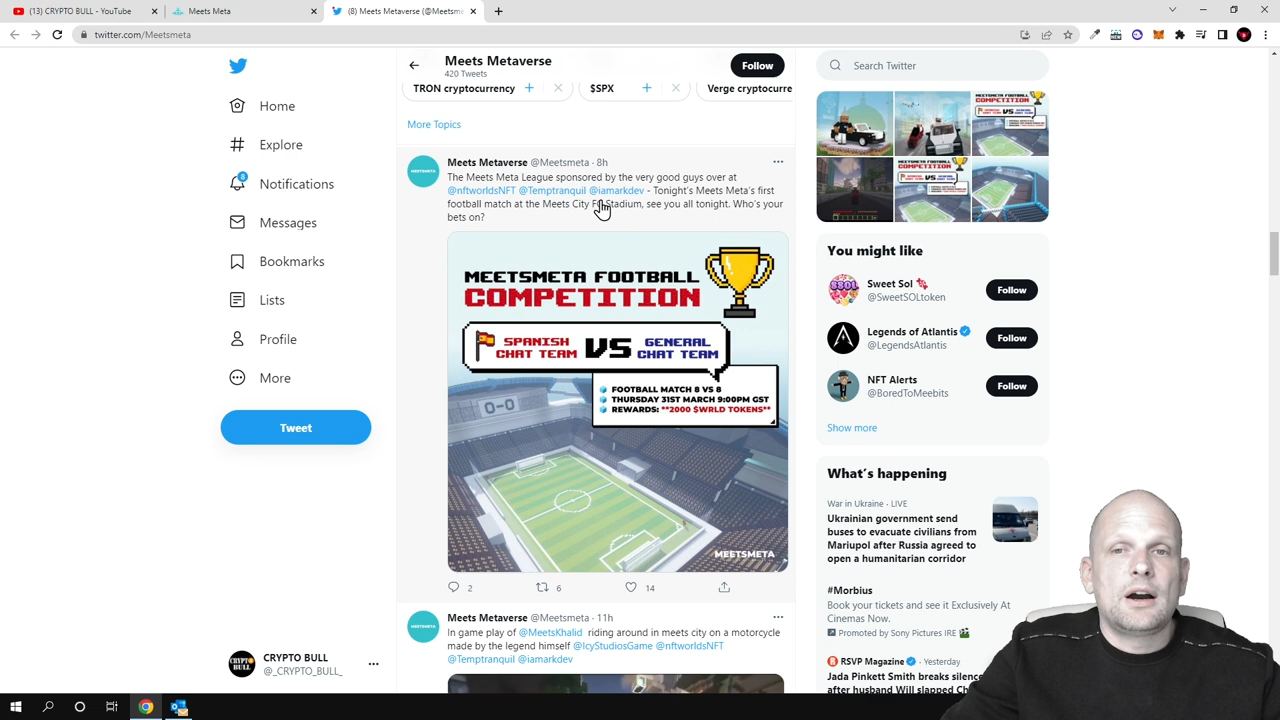 (13) CRYPTO BULL - YouTube
Meets Meta
(8) Meets Metaverse (@Meetsme
twitter.com/Meetsmeta
Home
Explore
Notifications
Messages
Bookmarks
Lists
Profile
More
Tweet
CRYPTO BULL
@_CRYPTO_BULL_
Meets Metaverse
420 Tweets
Follow
TRON cryptocurrency
$SPX
Verge cryptocurre
More Topics
Meets Metaverse @Meetsmeta · 8h
The Meets Meta League sponsored by the very good guys over at
@nftworldsNFT @Temptranquil @iamarkdev - Tonight's Meets Meta's first
football match at the Meets City FC Stadium, see you all tonight. Who's your
bets on?
MEETSMETA FOOTBALL
COMPETITION
SPANISH
CHAT TEAM
VS
GENERAL
CHAT TEAM
FOOTBALL MATCH 8 VS 8
THURSDAY 31ST MARCH 9:00PM GST
REWARDS: **2000 $WRLD TOKENS**
0-0
MEETSMETA
2
6
14
Meets Metaverse @Meetsmeta · 11h
In game play of @MeetsKhalid riding around in meets city on a motorcycle
made by the legend himself @IcyStudiosGame @nftworldsNFT
@Temptranquil @iamarkdev
Search Twitter
You might like
Sweet Sol
@SweetSOLtoken
Follow
Legends of Atlantis
@LegendsAtlantis
Follow
NFT Alerts
@BoredToMeebits
Follow
Show more
What's happening
War in Ukraine · LIVE
Ukrainian government send
buses to evacuate civilians from
Mariupol after Russia agreed to
open a humanitarian corridor
#Morbius
Book your tickets and see it Exclusively At
Cinemas Now.
Promoted by Sony Pictures IRE
RSVP Magazine · Yesterday
Jada Pinkett Smith breaks silence
after husband Will slapped Ch